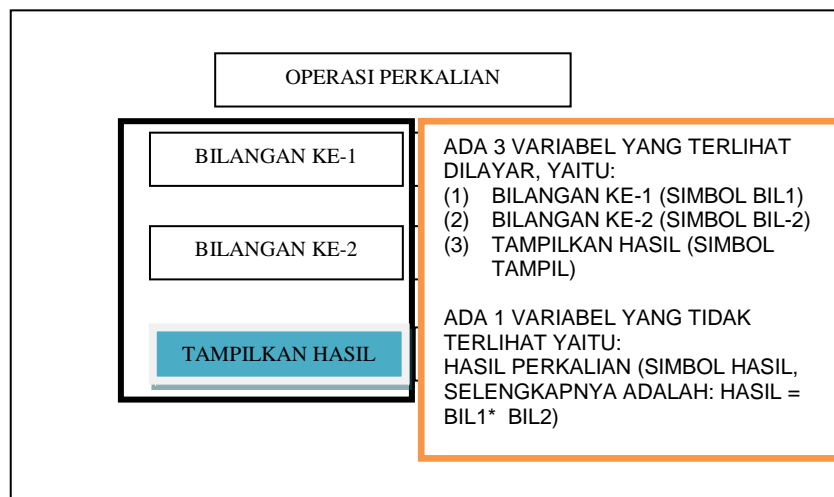 OPERASI PERKALIAN
BILANGAN KE-1
BILANGAN KE-2
TAMPILKAN HASIL
ADA 3 VARIABEL YANG TERLIHAT
DILAYAR, YAITU:
(1) BILANGAN KE-1 (SIMBOL BIL1)
(2) BILANGAN KE-2 (SIMBOL BIL-2)
(3) TAMPILKAN HASIL (SIMBOL
TAMPIL)
ADA 1 VARIABEL YANG TIDAK
TERLIHAT YAITU:
HASIL PERKALIAN (SIMBOL HASIL,
SELENGKAPNYA ADALAH: HASIL =
BIL1* BIL2)